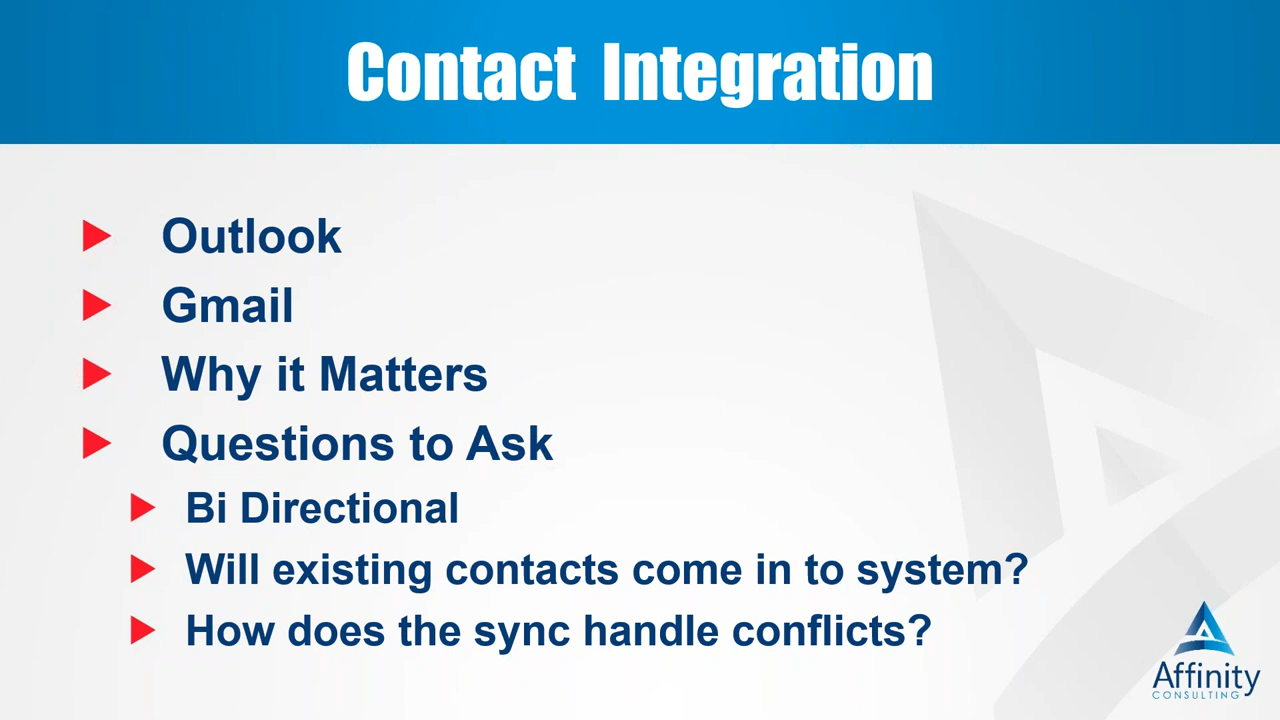 Contact Integration
Outlook
Gmail
Why it Matters
Questions to Ask
Bi Directional
Will existing contacts come in to system?
How does the sync handle conflicts?
Affinity
CONSULTING